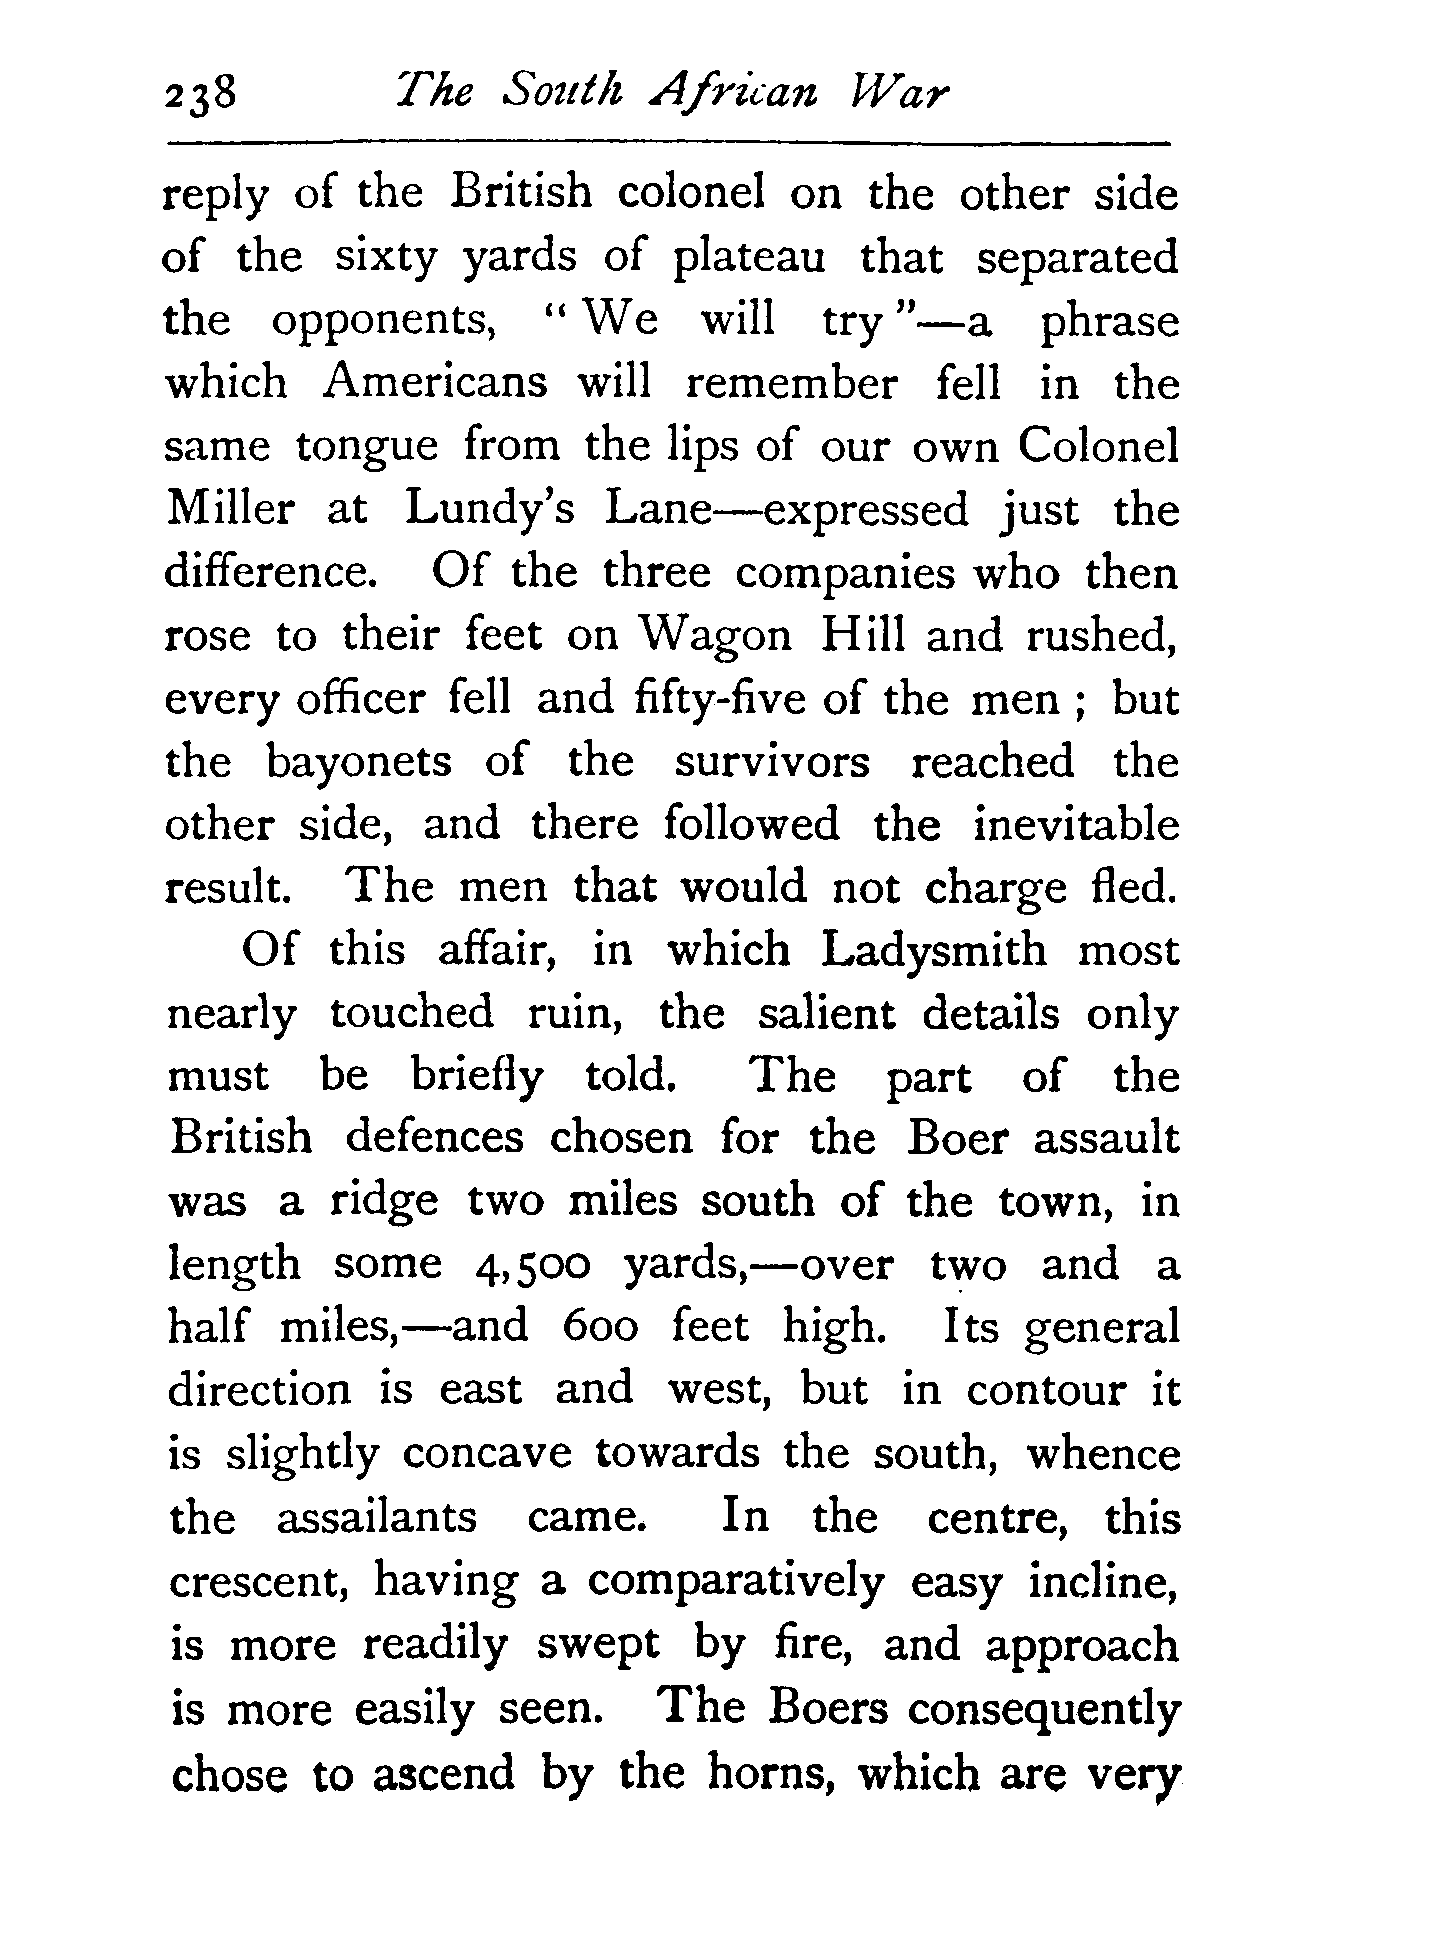 238 The South African War
reply of the British colonel on the other side
of the sixty yards of plateau that separated
the opponents, “ We will try ”—a phrase
which Americans will remember fell in the
same tongue from the lips of our own Colonel
Miller at Lundy’s Lane—expressed just the
difference. Of the three companies who then
rose to their feet on Wagon Hill and rushed,
every officer fell and fifty-five of the men ; but
the bayonets of the survivors reached the
other side, and there followed the inevitable
result. The men that would not charge fled.
Of this affair, in which Ladysmith most
nearly touched ruin, the salient details only
must be briefly told. The part of the
British defences chosen for the Boer assault
was a ridge two miles south of the town, in
length some 4,500 yards,—over two and a
half miles,—and 600 feet high. Its general
direction is east and west, but in contour it
is slightly concave towards the south, whence
the assailants came. In the centre, this
crescent, having a comparatively easy incline,
is more readily swept by fire, and approach
is more easily seen. The Boers consequently
chose to ascend by the horns, which are very